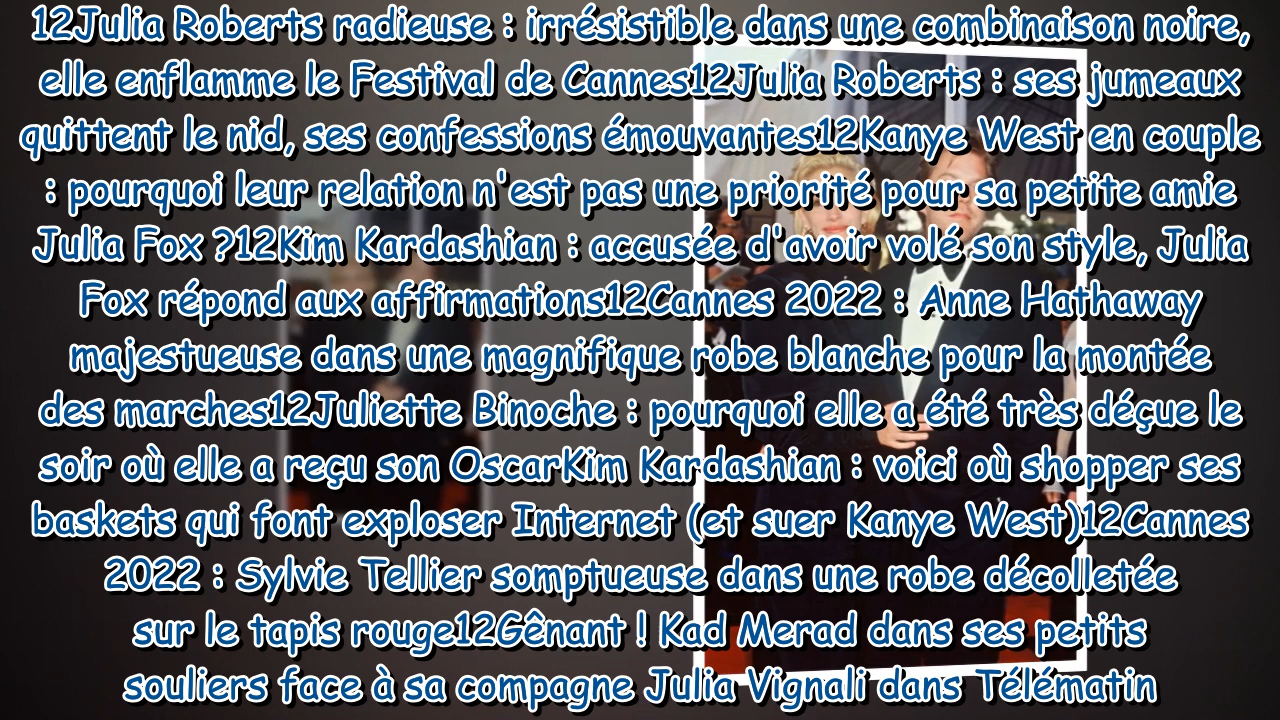 12Julia Roberts radieuse : irrésistible dans une combinaison noire,
elle enflamme le Festival de Cannes12Julia Roberts : ses jumeaux
quittent le nid, ses confessions émouvantes12Kanye West en couple
: pourquoi leur relation n'est pas une priorité pour sa petite amie
Julia Fox ?12Kim Kardashian : accusée d'avoir volé son style, Julia
Fox répond aux affirmations12Cannes 2022 : Anne Hathaway
majestueuse dans une magnifique robe blanche pour la montée
des marches12Juliette Binoche : pourquoi elle a été très déçue le
soir où elle a reçu son OscarKim Kardashian : voici où shopper ses
baskets qui font exploser Internet (et suer Kanye West)12Cannes
2022 : Sylvie Tellier somptueuse dans une robe décolletée
sur le tapis rouge12Gênant ! Kad Merad dans ses petits
souliers face à sa compagne Julia Vignali dans Télématin